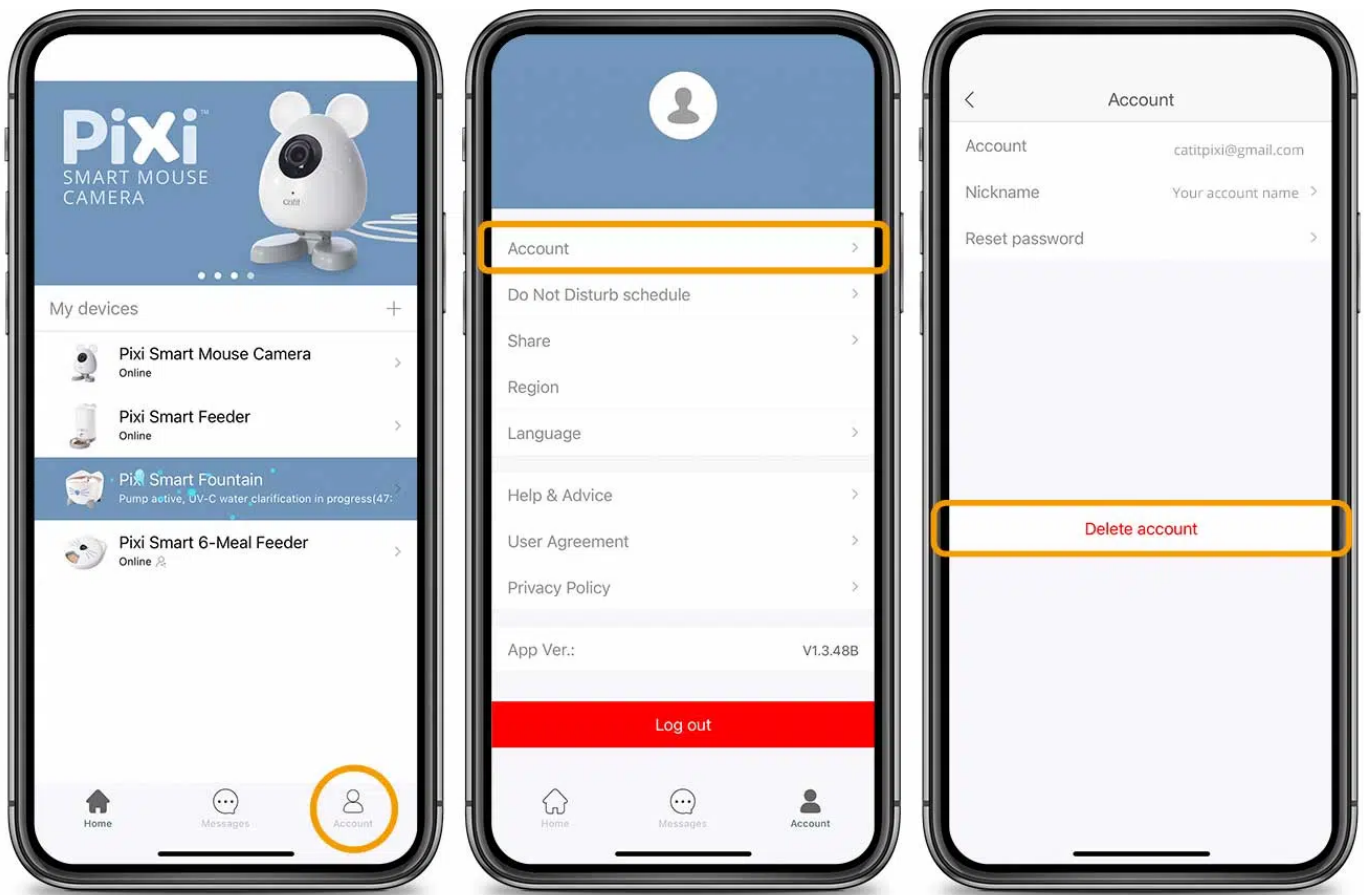 PiXi™
SMART MOUSE
CAMERA
catit
My devices
Pixi Smart Mouse Camera
Online
Pixi Smart Feeder
Online
Pixi Smart Fountain
Pump active, UV-C water clarification in progress(47:
Pixi Smart 6-Meal Feeder
Online
Home
Messages
Account
Account
Do Not Disturb schedule
Share
Region
Language
Help & Advice
User Agreement
Privacy Policy
App Ver.: V1.3.48B
Log out
Home
Messages
Account
Account
Account catitpixi@gmail.com
Nickname Your account name
Reset password
Delete account